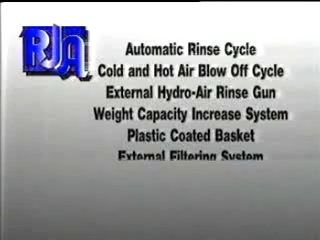 RJA
Automatic Rinse Cycle
Cold and Hot Air Blow Off Cycle
External Hydro-Air Rinse Gun
Weight Capacity Increase System
Plastic Coated Basket
External Filtering System